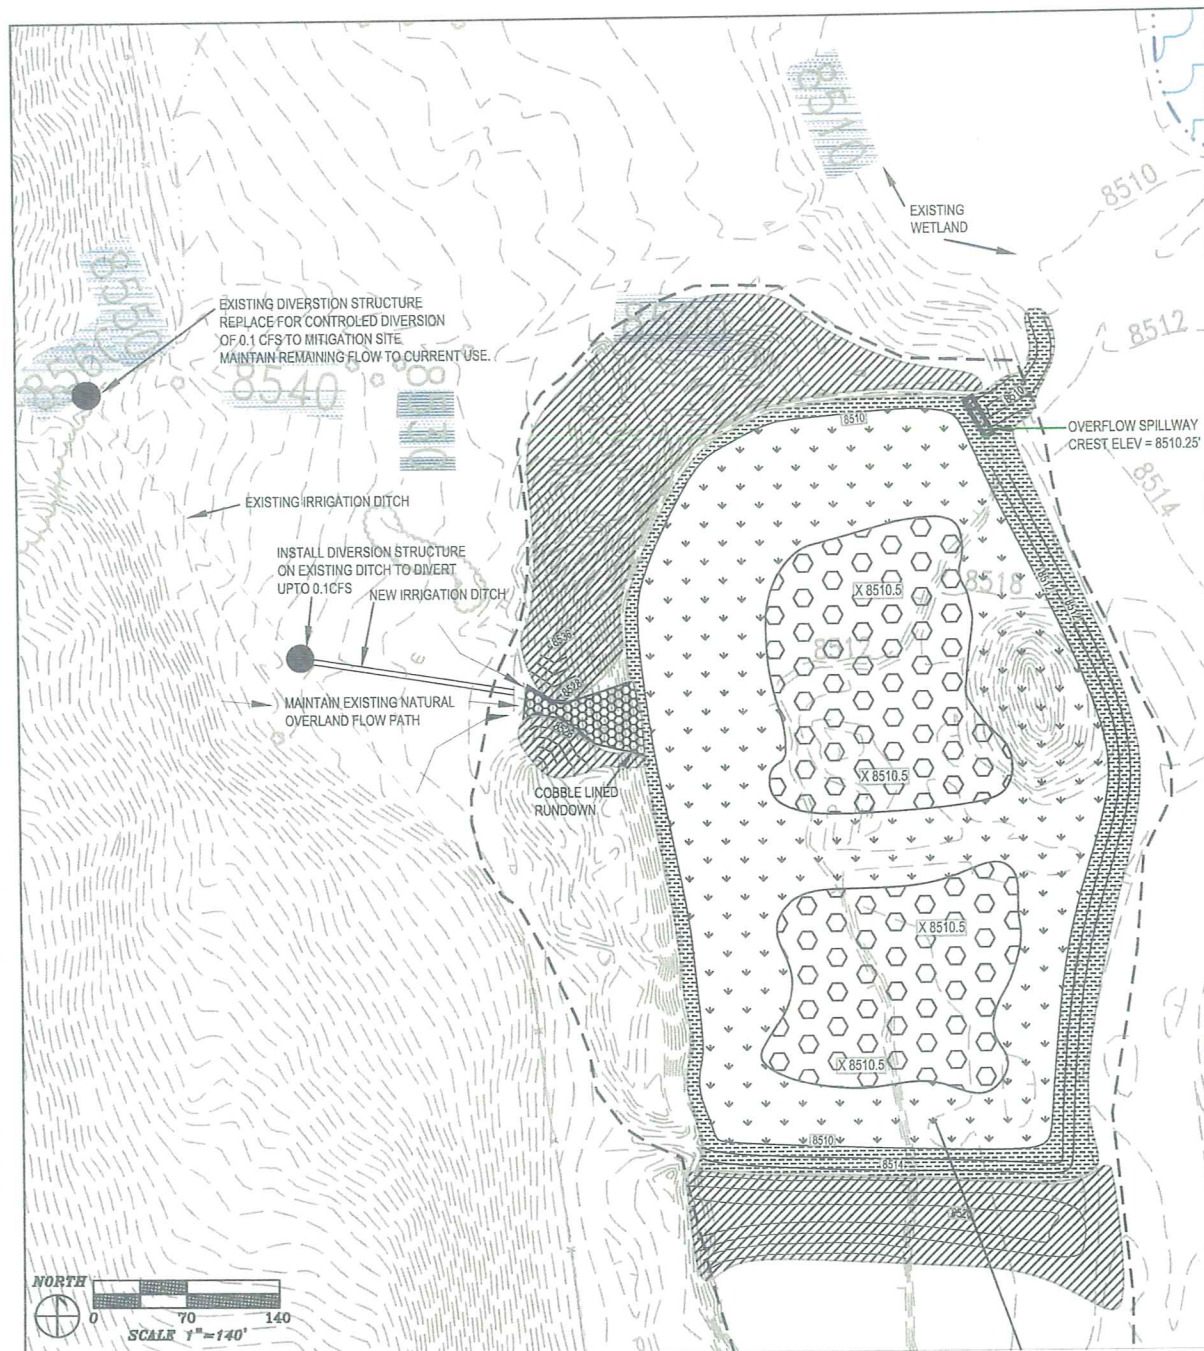 8510
EXISTING
WETLAND
8510
8550
8560
EXISTING DIVERSTION STRUCTURE
REPLACE FOR CONTROLED DIVERSION
OF 0.1 CFS TO MITIGATION SITE
MAINTAIN REMAINING FLOW TO CURRENT USE.
8540
8512
8510
OVERFLOW SPILLWAY
CREST ELEV = 8510.25'
8514
EXISTING IRRIGATION DITCH
INSTALL DIVERSION STRUCTURE
ON EXISTING DITCH TO DIVERT
UPTO 0.1CFS
NEW IRRIGATION DITCH
X 8510.5
8518
8512
MAINTAIN EXISTING NATURAL
OVERLAND FLOW PATH
X 8510.5
COBBLE LINED
RUNDOWN
X 8510.5
X 8510.5
8510
8514
NORTH
0 70 140
SCALE 1"=140'